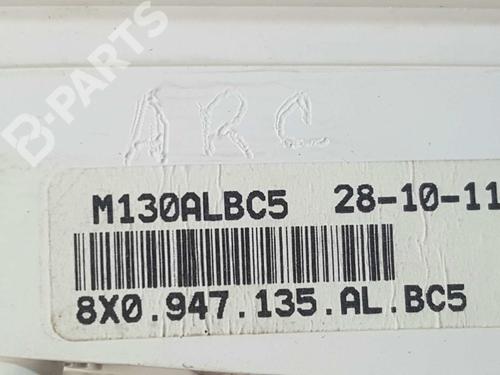 B-PARTS
ARC
M130ALBC5 28-10-11
8X0.947.135.AL.BC5